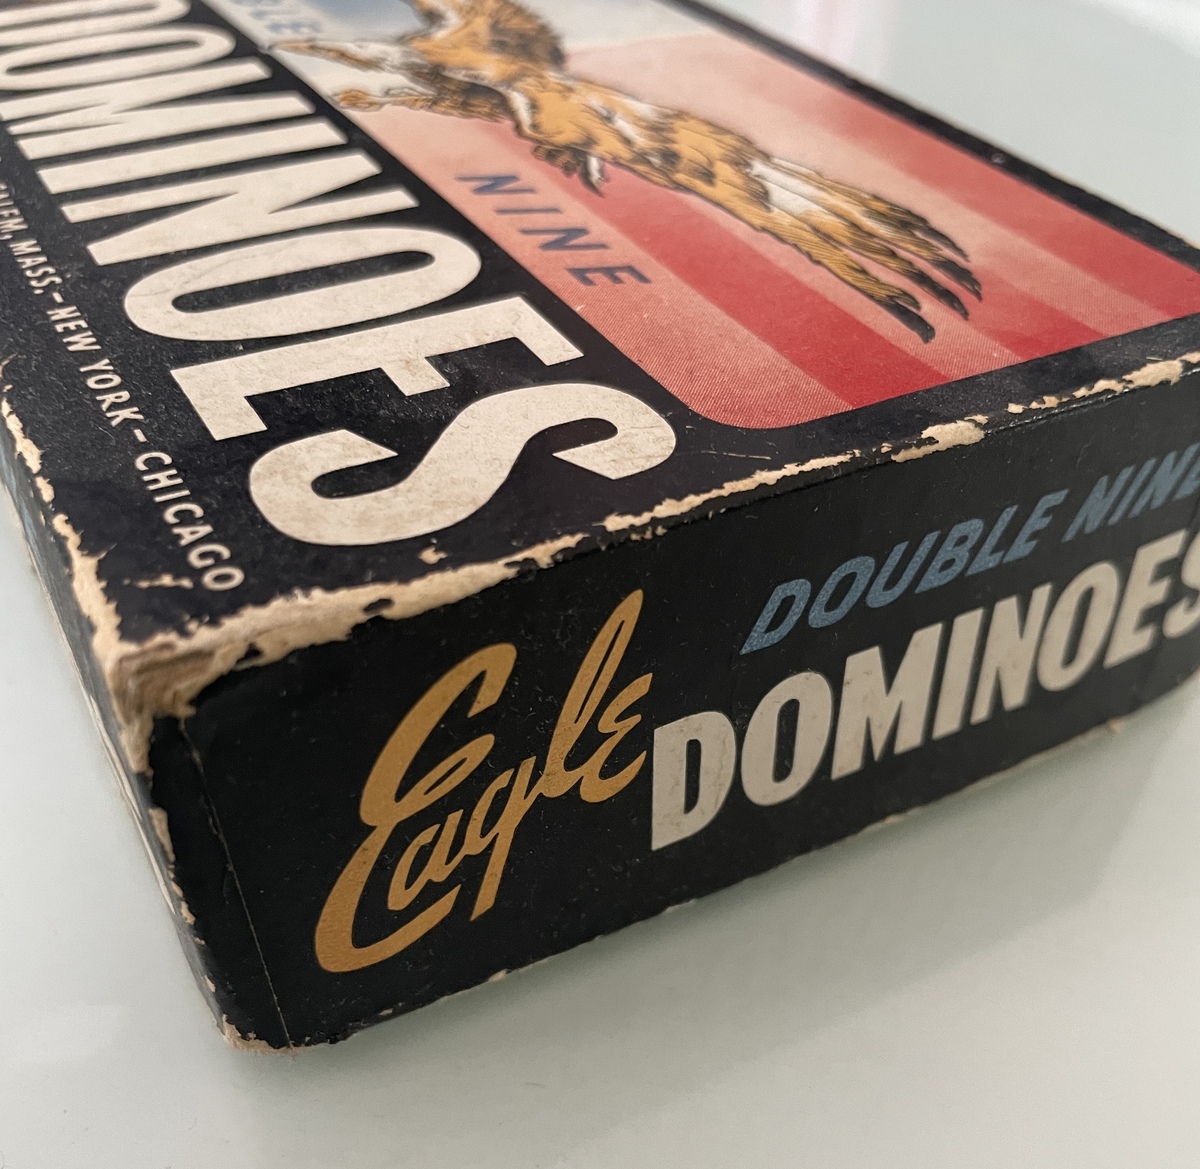 NINE
DOMINOES
MASS. - NEW YORK - CHICAGO
Eagle
DOUBLE NINE
DOMINOES